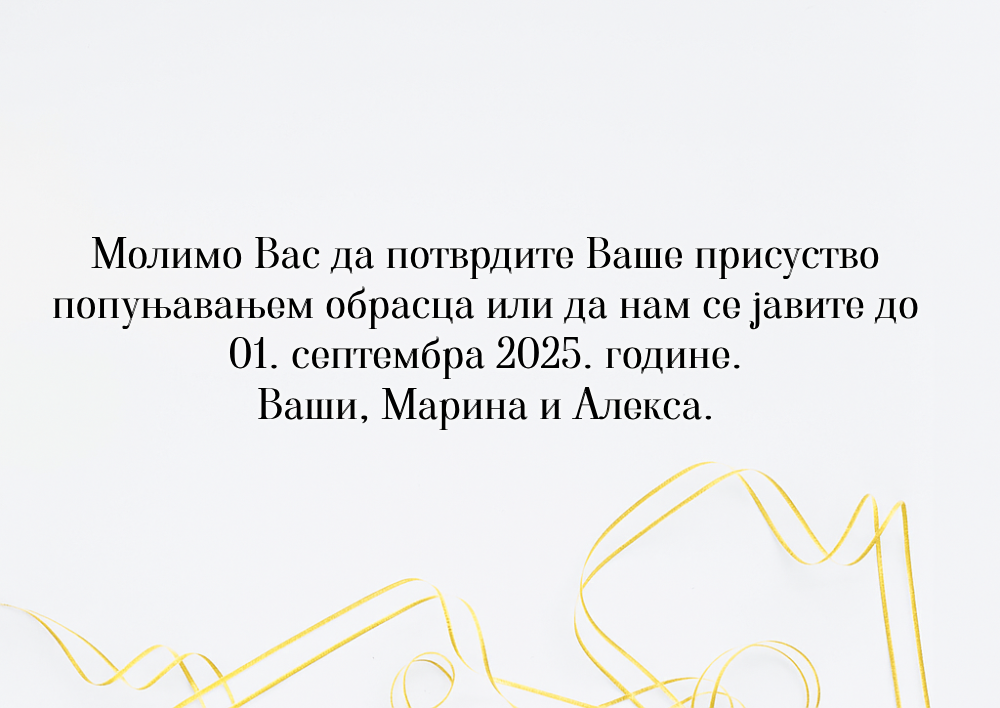 Молимо Вас да потврдите Ваше присуство
попуњавањем обрасца или да нам се јавите до
01. септембра 2025. године.
Ваши, Марина и Алекса.